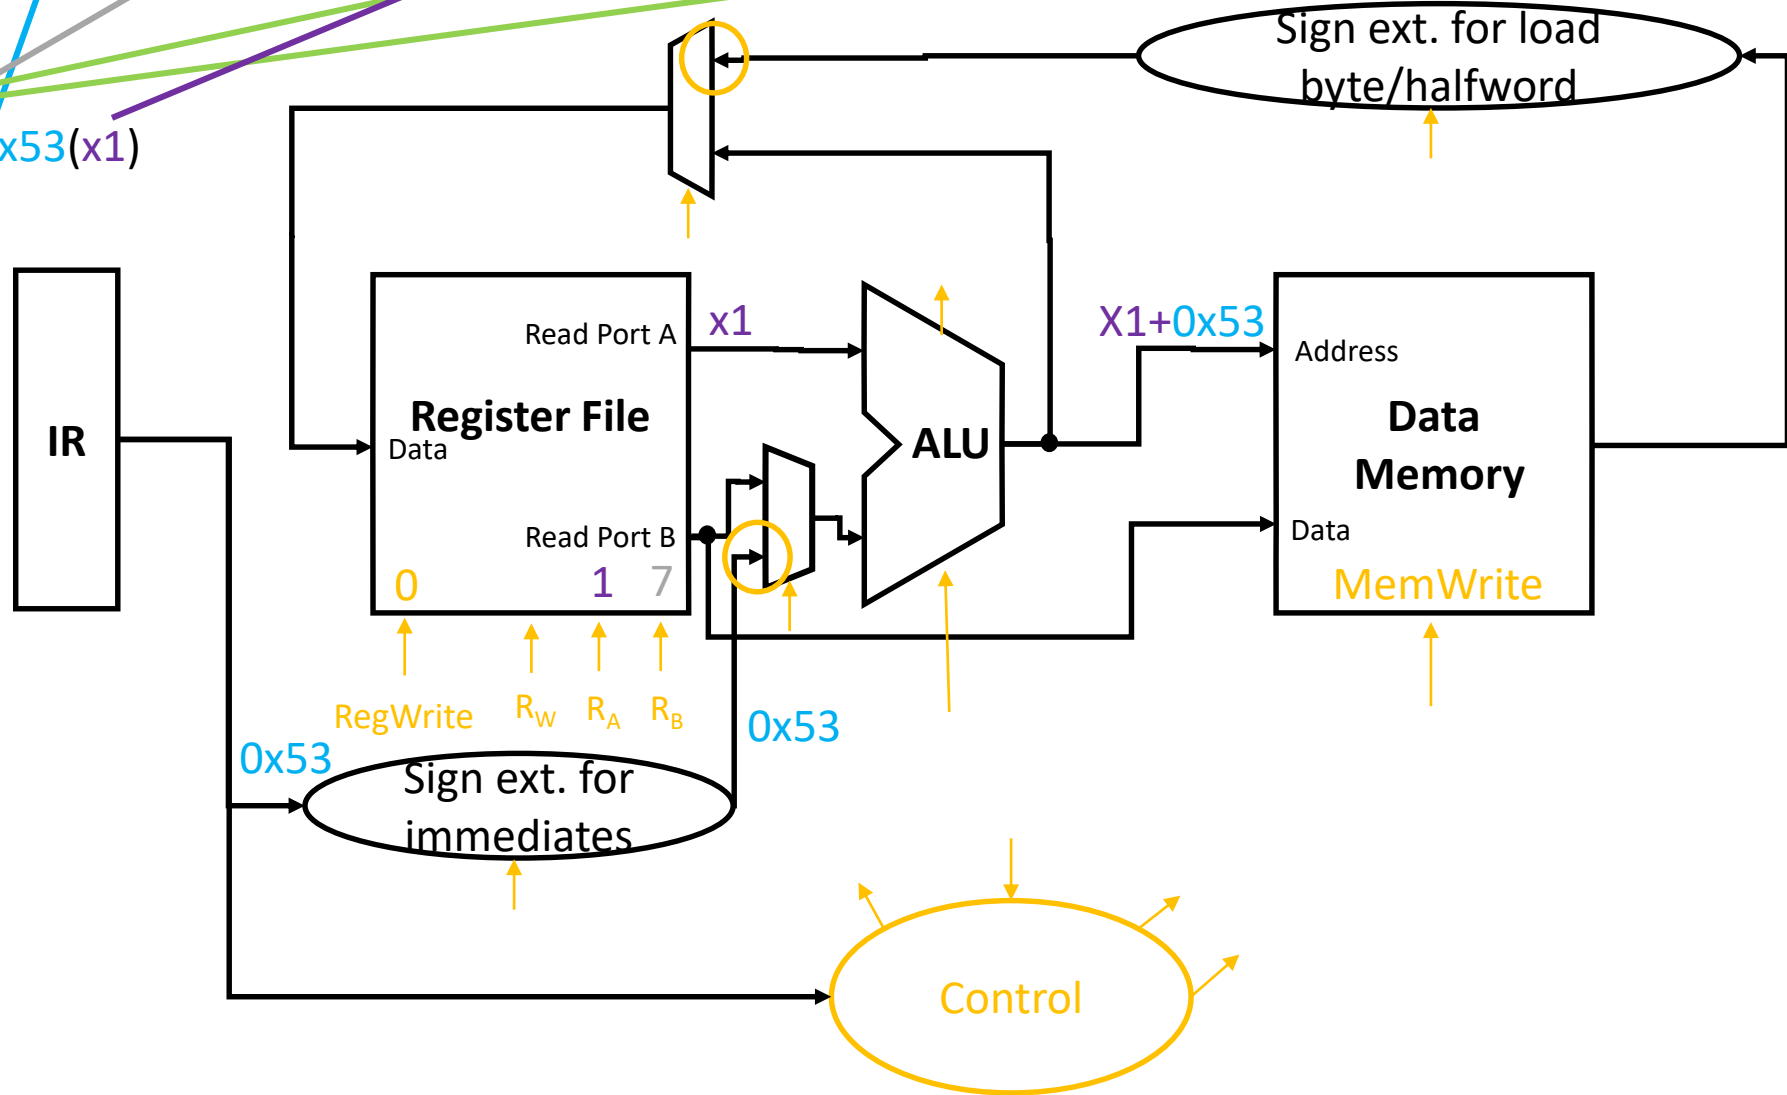 Sign ext. for load
byte/halfword
x53(x1)
x1
X1+0x53
Read Port A
Address
Register File
Data
IR
Data
ALU
Memory
Read Port B
Data
0
1
7
MemWrite
RegWrite
RW
RA
RB
0x53
0x53
Sign ext. for
immediates
Control